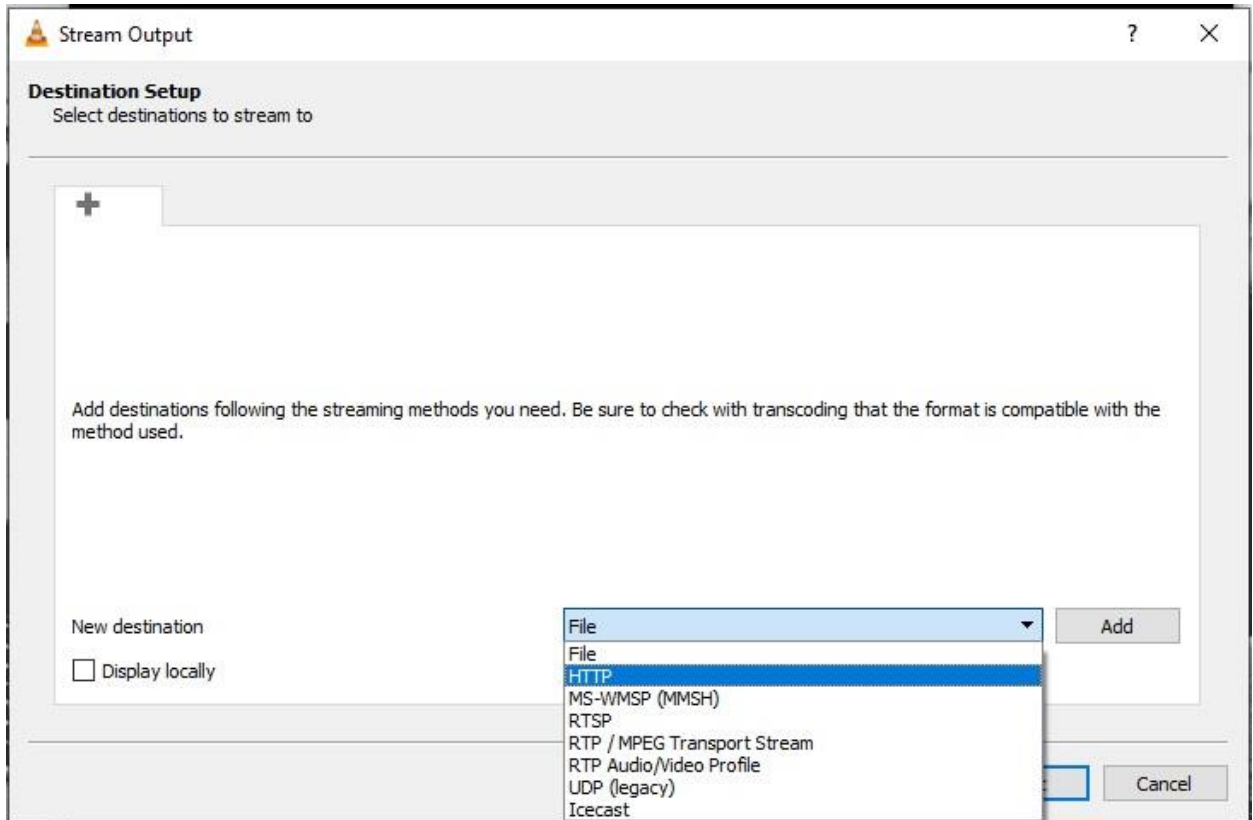 Stream Output
Destination Setup
Select destinations to stream to
Add destinations following the streaming methods you need. Be sure to check with transcoding that the format is compatible with the
method used.
New destination
File
Add
Display locally
File
HTTP
MS-WMSP (MMSH)
RTSP
RTP / MPEG Transport Stream
RTP Audio/Video Profile
UDP (legacy)
Icecast
Cancel